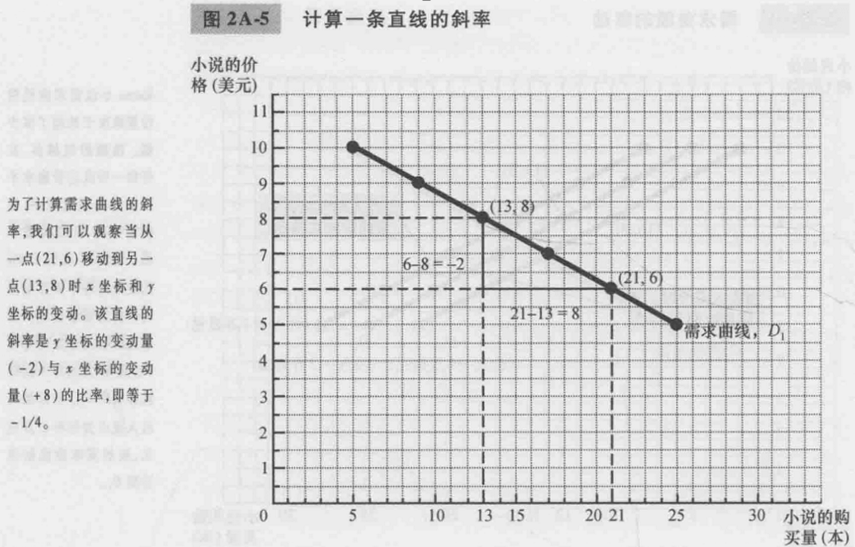 图 2A-5 计算一条直线的斜率
小说的价
格(美元)
11
10
9
8
7
6
5
4
3
2
1
0
5
10
13
15
20
21
25
30
小说的购
买量(本)
(13, 8)
6–8 = –2
(21, 6)
21–13 = 8
需求曲线，D₁
为了计算需求曲线的斜
率,我们可以观察当从
一点(21,6)移动到另一
点(13,8)时 x 坐标和 y
坐标的变动。该直线的
斜率是 y 坐标的变动量
(-2)与 x 坐标的变动
量(+8)的比率,即等于
-1/4。